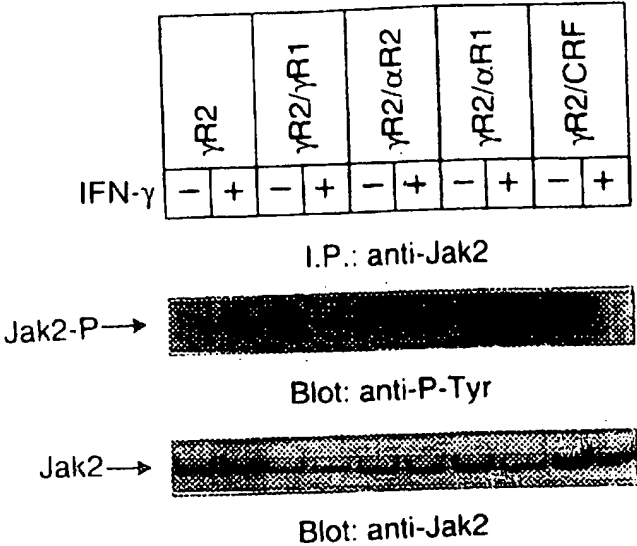 γR2 γR2/γR1 γR2/αR2 γR2/αR1 γR2/CRF
IFN-γ − + − + − + − + − +
I.P.: anti-Jak2
Jak2-P→
Blot: anti-P-Tyr
Jak2→
Blot: anti-Jak2